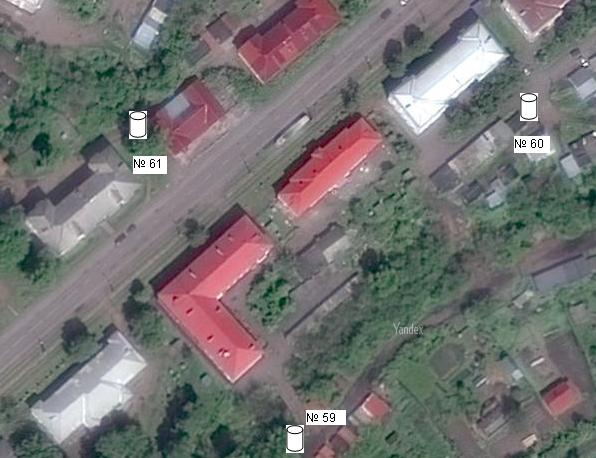 № 61
№ 60
Yandex
№ 59